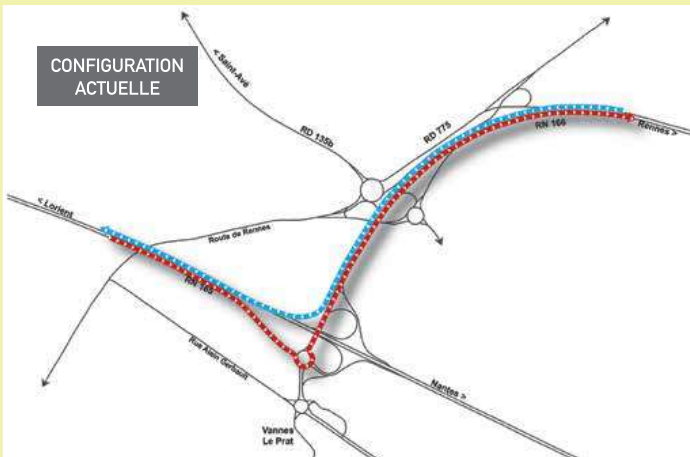 CONFIGURATION
ACTUELLE
< Saint-Avé
RD 135b
RD 775
RN 166
Rennes >
< Lorient
Route de Rennes
RN 165
Rue Alain Gerbault
Nantes >
Vannes
Le Prat